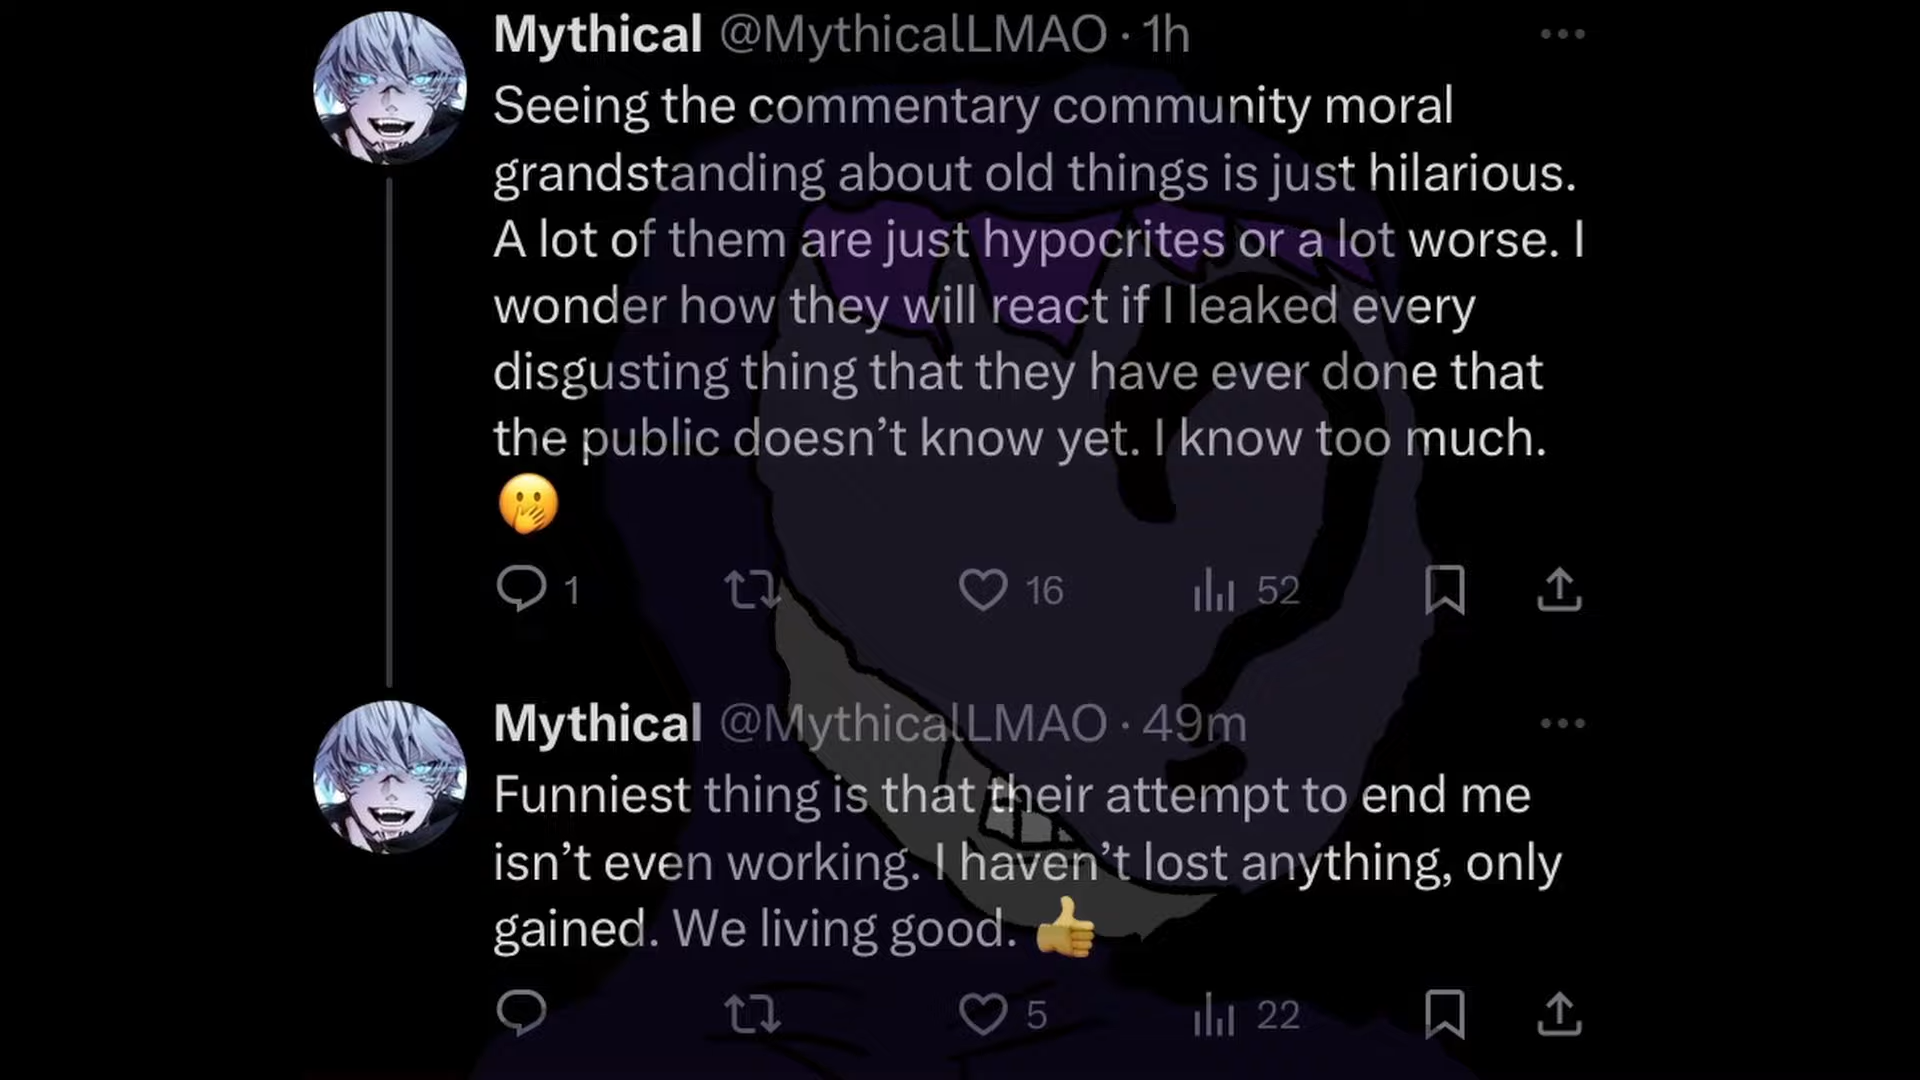 Mythical @MythicalLMAO · 1h
Seeing the commentary community moral
grandstanding about old things is just hilarious.
A lot of them are just hypocrites or a lot worse. I
wonder how they will react if I leaked every
disgusting thing that they have ever done that
the public doesn’t know yet. I know too much.
🫢
1 16 52
Mythical @MythicalLMAO · 49m
Funniest thing is that their attempt to end me
isn’t even working. I haven’t lost anything, only
gained. We living good. 👍
5 22